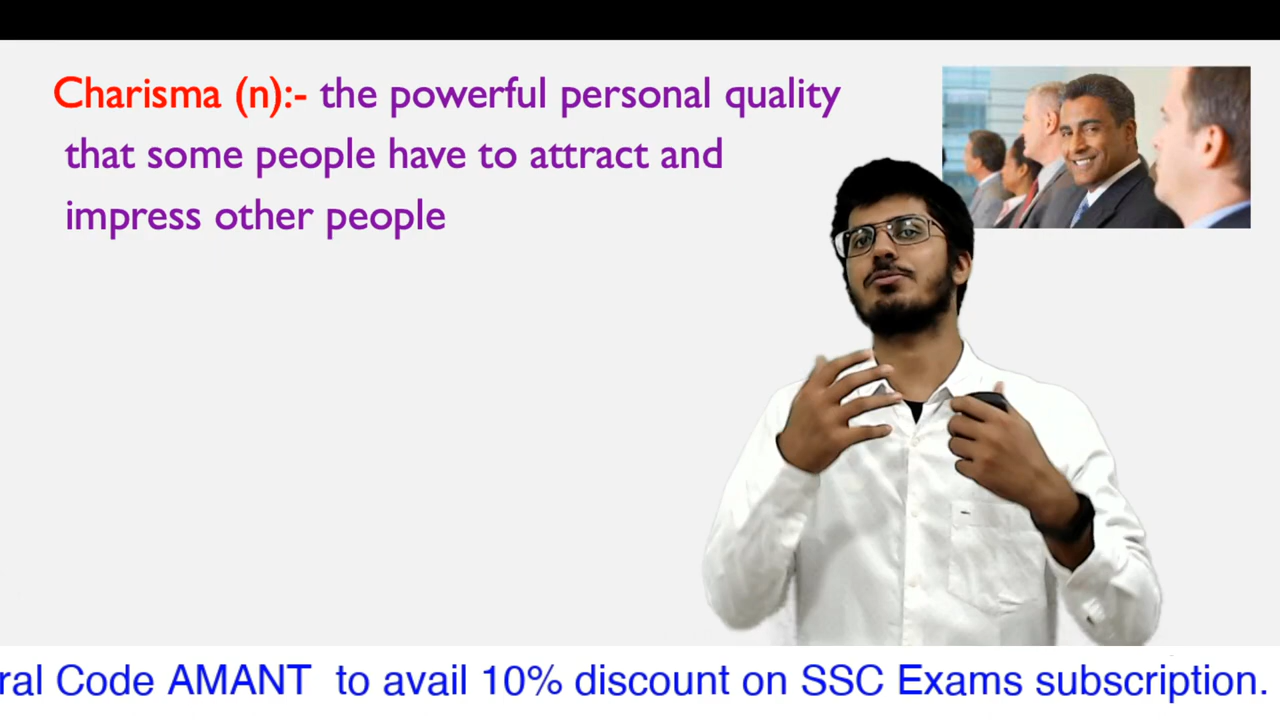 Charisma (n):- the powerful personal quality
that some people have to attract and
impress other people
ral Code AMANT to avail 10% discount on SSC Exams subscription.